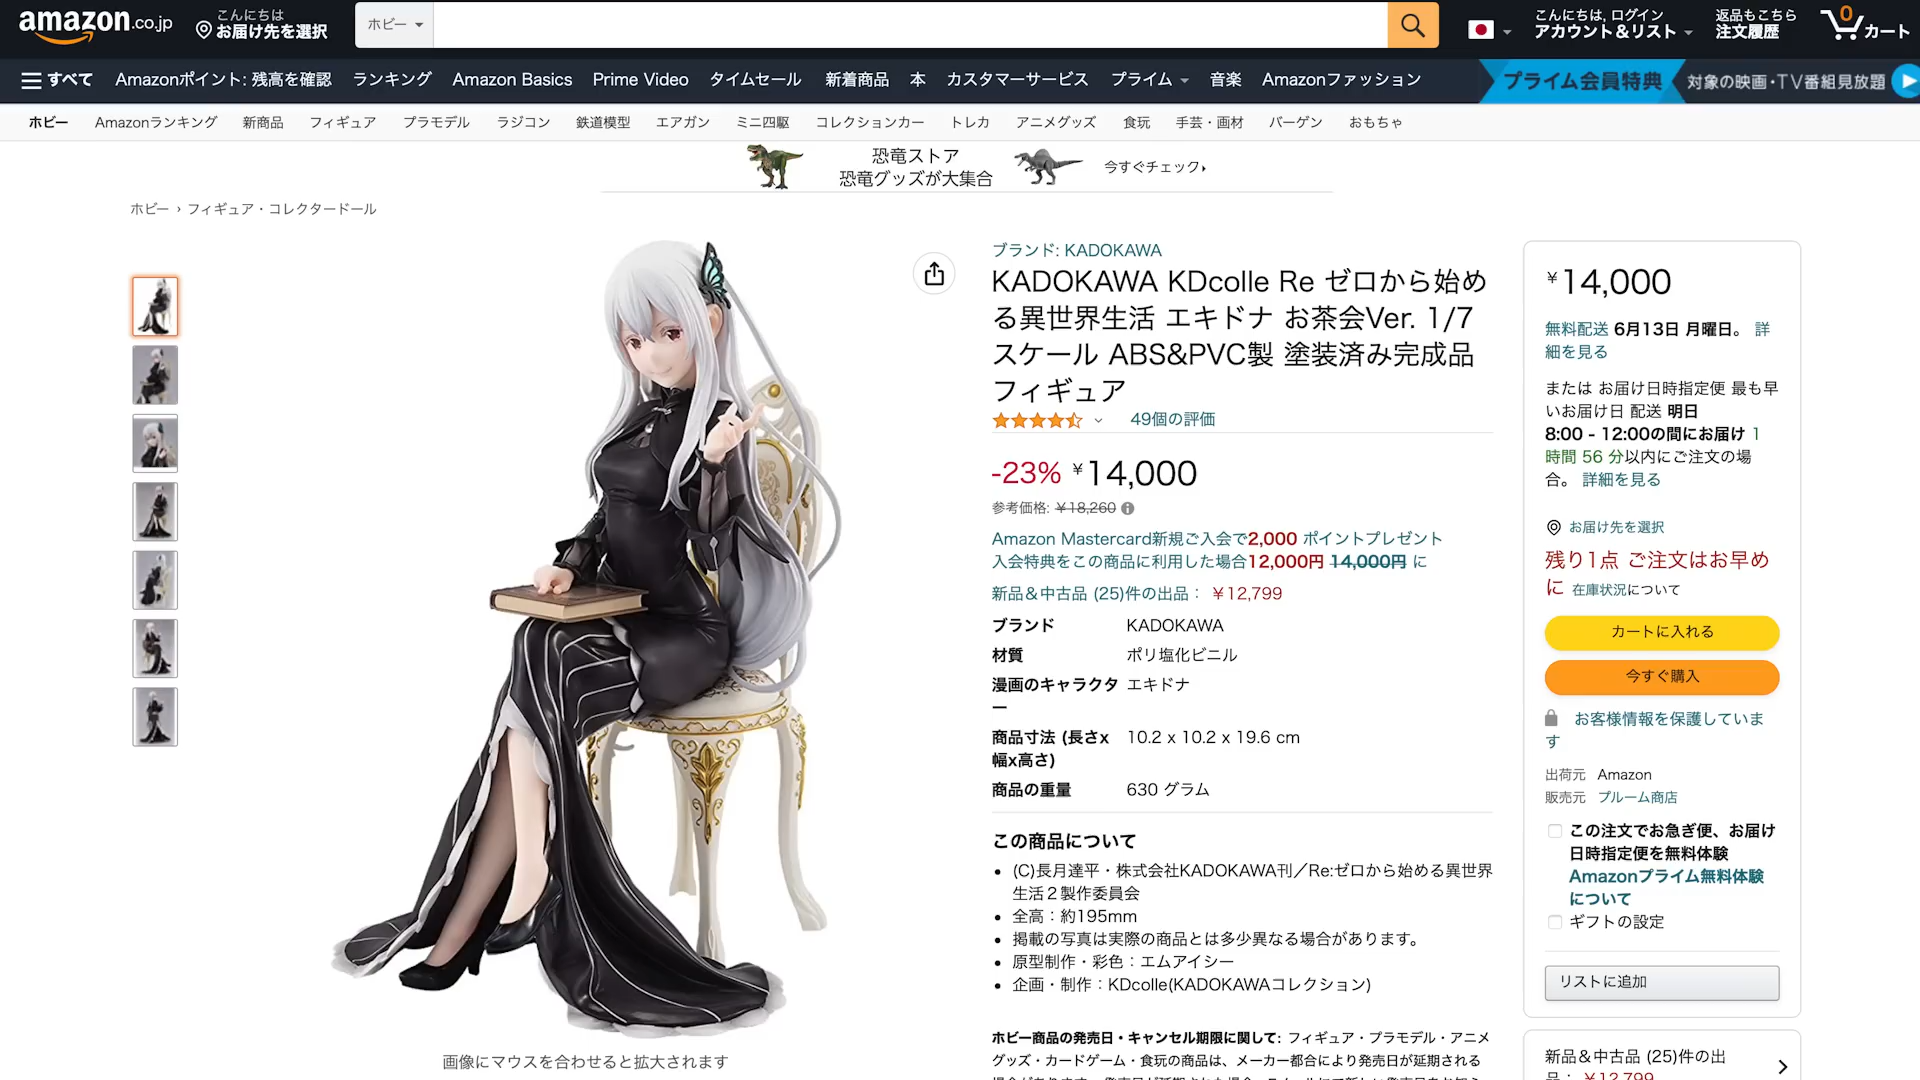 amazon.co.jp
こんにちは
お届け先を選択
ホビー
こんにちは, ログイン
アカウント&リスト
返品もこちら
注文履歴
0
カート
すべて
Amazonポイント: 残高を確認
ランキング
Amazon Basics
Prime Video
タイムセール
新着商品
本
カスタマーサービス
プライム
音楽
Amazonファッション
プライム会員特典
対象の映画・TV番組見放題
ホビー
Amazonランキング
新商品
フィギュア
プラモデル
ラジコン
鉄道模型
エアガン
ミニ四駆
コレクションカー
トレカ
アニメグッズ
食玩
手芸・画材
バーゲン
おもちゃ
恐竜ストア
恐竜グッズが大集合
今すぐチェック
ホビー › フィギュア・コレクタードール
画像にマウスを合わせると拡大されます
ブランド: KADOKAWA
KADOKAWA KDcolle Re ゼロから始め
る異世界生活 エキドナ お茶会Ver. 1/7
スケール ABS&PVC製 塗装済み完成品
フィギュア
49個の評価
-23% ¥14,000
参考価格: ¥18,260
Amazon Mastercard新規ご入会で2,000 ポイントプレゼント
入会特典をこの商品に利用した場合12,000円 14,000円 に
新品&中古品 (25)件の出品： ¥12,799
ブランド KADOKAWA
材質 ポリ塩化ビニル
漫画のキャラクタ エキドナ
ー
商品寸法 (長さx 10.2 x 10.2 x 19.6 cm
幅x高さ)
商品の重量 630 グラム
この商品について
(C)長月達平・株式会社KADOKAWA刊／Re:ゼロから始める異世界
生活２製作委員会
全高：約195mm
掲載の写真は実際の商品とは多少異なる場合があります。
原型制作・彩色：エムアイシー
企画・制作：KDcolle(KADOKAWAコレクション)
ホビー商品の発売日・キャンセル期限に関して: フィギュア・プラモデル・アニメ
グッズ・カードゲーム・食玩の商品は、メーカー都合により発売日が延期される
¥14,000
無料配送 6月13日 月曜日。 詳
細を見る
または お届け日時指定便 最も早
いお届け日 配送 明日
8:00 - 12:00の間にお届け 1
時間 56 分以内にご注文の場
合。 詳細を見る
お届け先を選択
残り1点 ご注文はお早め
に 在庫状況について
カートに入れる
今すぐ購入
お客様情報を保護していま
す
出荷元 Amazon
販売元 プルーム商店
この注文でお急ぎ便、お届け
日時指定便を無料体験
Amazonプライム無料体験
について
ギフトの設定
リストに追加
新品&中古品 (25)件の出
品： ¥12,799